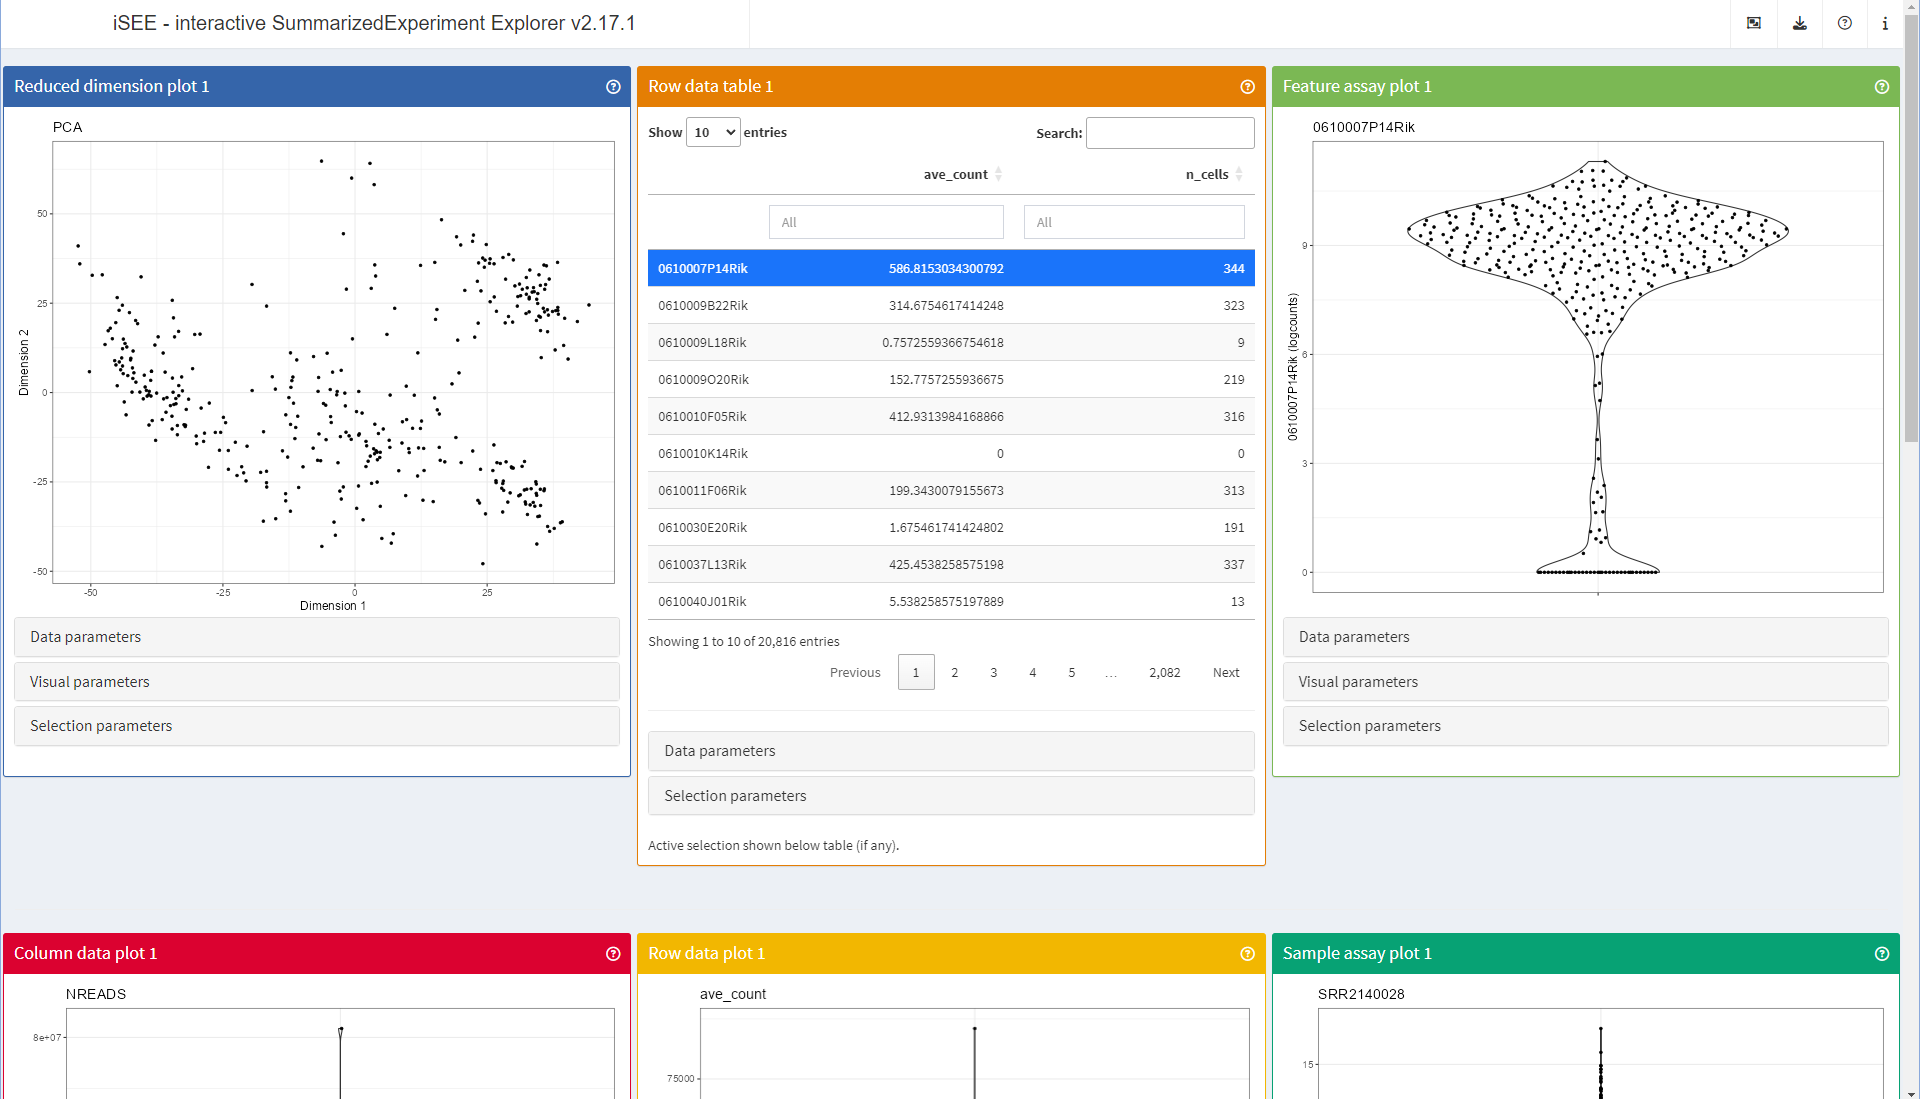 iSEE - interactive SummarizedExperiment Explorer v2.17.1
Reduced dimension plot 1
PCA
50
25
0
-25
-50
Dimension 2
-50 -25 0 25
Dimension 1
Data parameters
Visual parameters
Selection parameters
Row data table 1
Show 10 entries
Search:
ave_count n_cells
All All
0610007P14Rik 586.8153034300792 344
0610009B22Rik 314.6754617414248 323
0610009L18Rik 0.7572559366754618 9
0610009O20Rik 152.7757255936675 219
0610010F05Rik 412.9313984168866 316
0610010K14Rik 0 0
0610011F06Rik 199.3430079155673 313
0610030E20Rik 1.675461741424802 191
0610037L13Rik 425.4538258575198 337
0610040J01Rik 5.538258575197889 13
Showing 1 to 10 of 20,816 entries
Previous 1 2 3 4 5 … 2,082 Next
Data parameters
Selection parameters
Active selection shown below table (if any).
Feature assay plot 1
0610007P14Rik
9
6
3
0
0610007P14Rik (logcounts)
Data parameters
Visual parameters
Selection parameters
Column data plot 1
NREADS
8e+07
Row data plot 1
ave_count
75000
Sample assay plot 1
SRR2140028
15